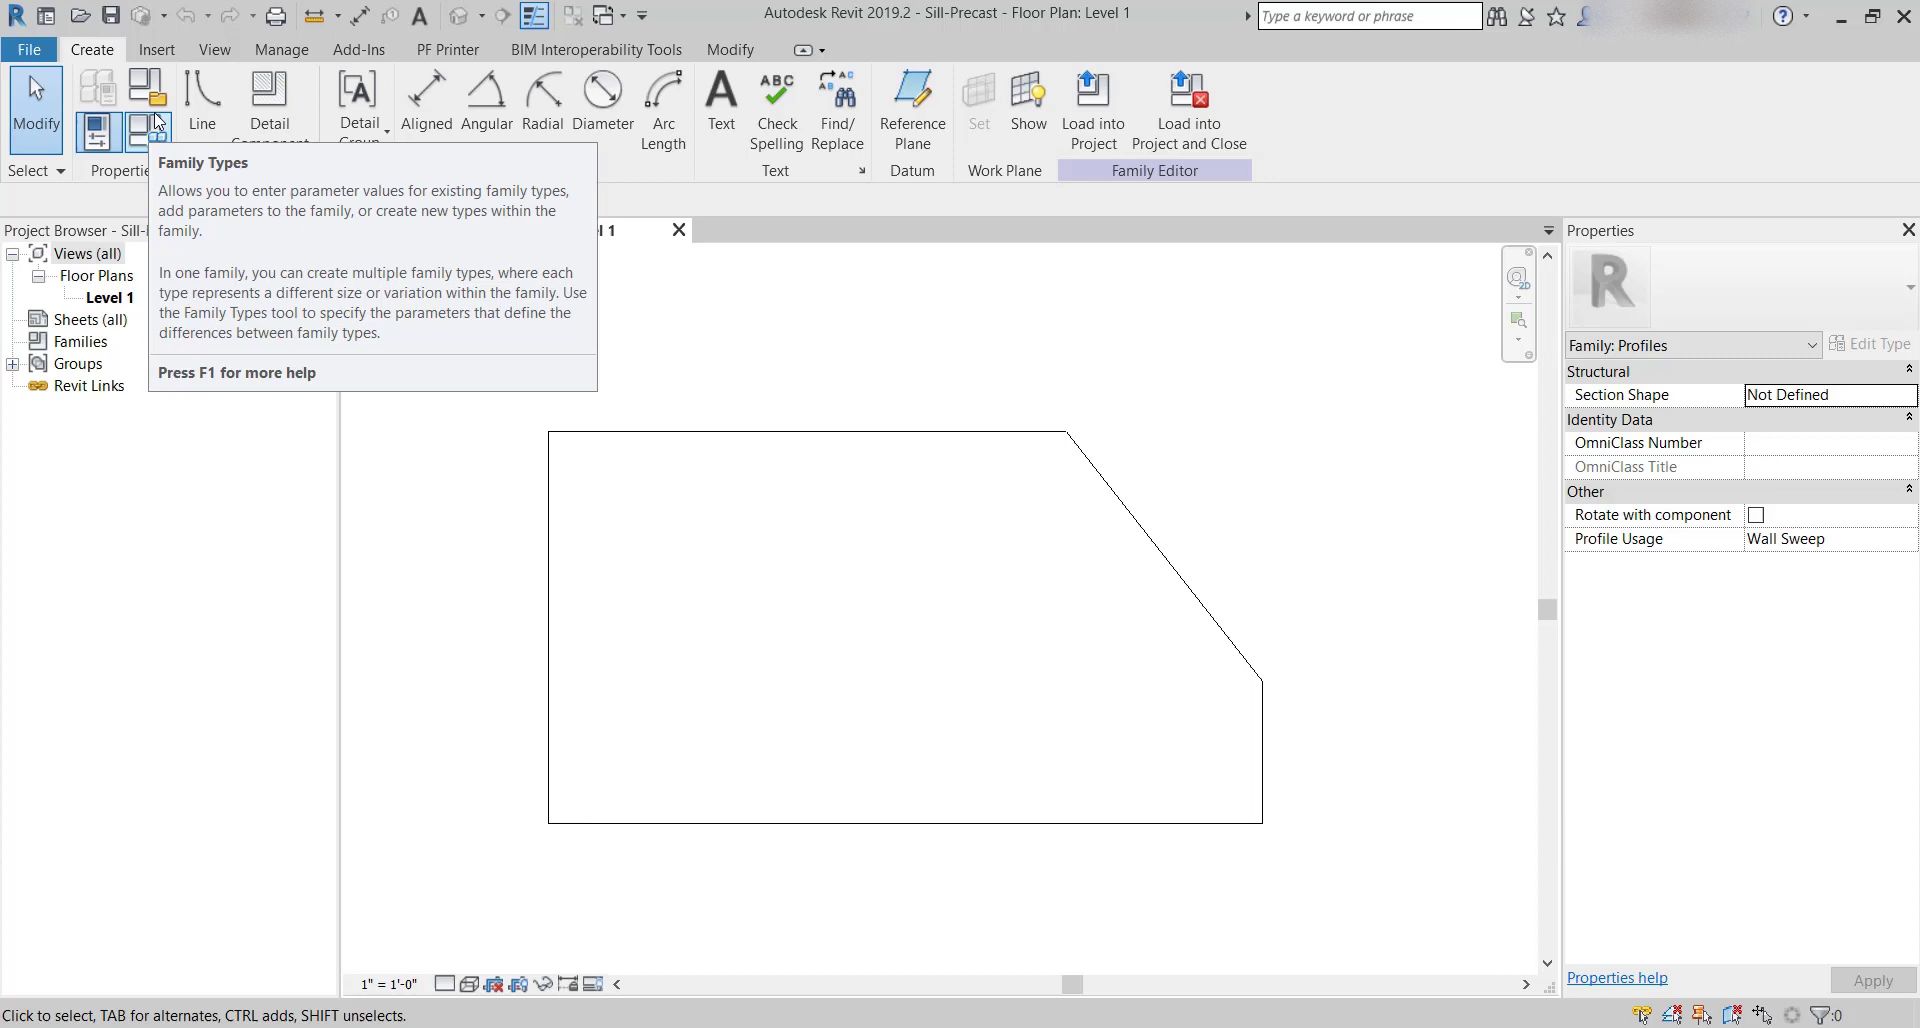 Autodesk Revit 2019.2 - Sill-Precast - Floor Plan: Level 1
Type a keyword or phrase
File
Create
Insert
View
Manage
Add-Ins
PF Printer
BIM Interoperability Tools
Modify
Modify
Line
Detail
Detail
Aligned
Angular
Radial
Diameter
Arc
Length
Text
Check
Spelling
Find/
Replace
Reference
Plane
Set
Show
Load into
Project
Load into
Project and Close
Select
Text
Datum
Work Plane
Family Editor
Family Types
Allows you to enter parameter values for existing family types,
add parameters to the family, or create new types within the
family.
In one family, you can create multiple family types, where each
type represents a different size or variation within the family. Use
the Family Types tool to specify the parameters that define the
differences between family types.
Press F1 for more help
Project Browser - Sill-
Views (all)
Floor Plans
Level 1
Sheets (all)
Families
Groups
Revit Links
Properties
Family: Profiles
Edit Type
Structural
Section Shape Not Defined
Identity Data
OmniClass Number
OmniClass Title
Other
Rotate with component
Profile Usage Wall Sweep
Properties help
Apply
1" = 1'-0"
Click to select, TAB for alternates, CTRL adds, SHIFT unselects.
:0